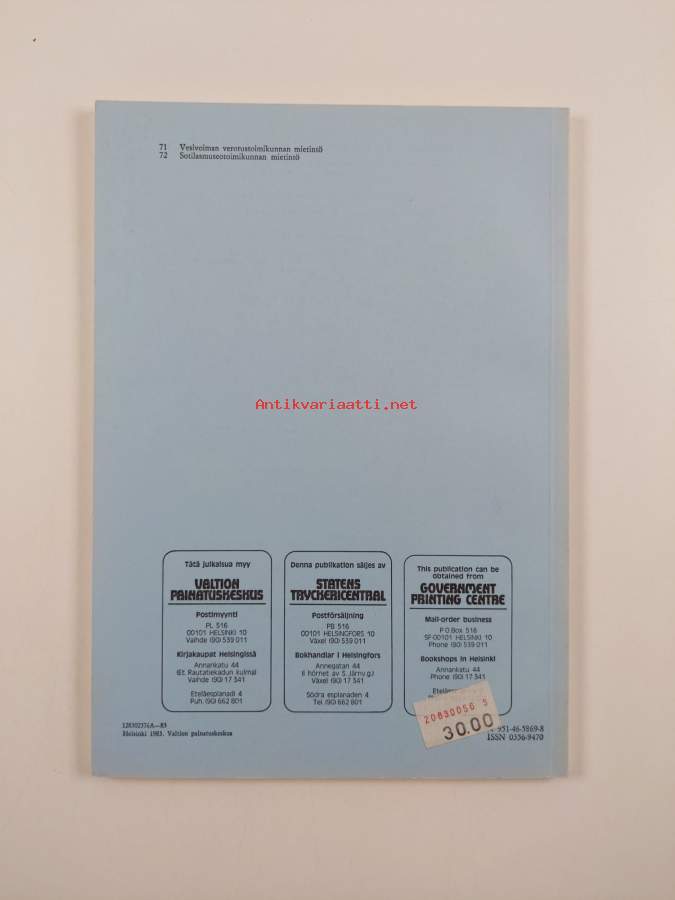 71 Vesivoiman verotustoimikunnan mietintö
72 Sotilasmuseotoimikunnan mietintö
Antikvariaatti.net
Tätä julkaisua myy
VALTION
PAINATUSKESKUS
Postimyynti
PL 516
00101 HELSINKI 10
Vaihde (90) 539 011
Kirjakaupat Helsingissä
Annankatu 44
(Et. Rautatiekadun kulma)
Vaihde (90) 17 341
Eteläesplanadi 4
Puh. (90) 662 801
Denna publikation säljes av
STATENS
TRYCKERICENTRAL
Postförsäljning
PB 516
00101 HELSINGFORS 10
Växel (90) 539 011
Bokhandlar i Helsingfors
Annegatan 44
(i hörnet av S. Järnv.g.)
Växel (90) 17 341
Södra esplanaden 4
Tel. (90) 662 801
This publication can be
obtained from
GOVERNMENT
PRINTING CENTRE
Mail-order business
P.O.Box 516
SF-00101 HELSINKI 10
Phone (90) 539 011
Bookshops in Helsinki
Annankatu 44
Phone (90) 17 341
20830056 5
30.00
128302374A—83
Helsinki 1983. Valtion painatuskeskus
951-46-5869-8
ISSN 0356-9470